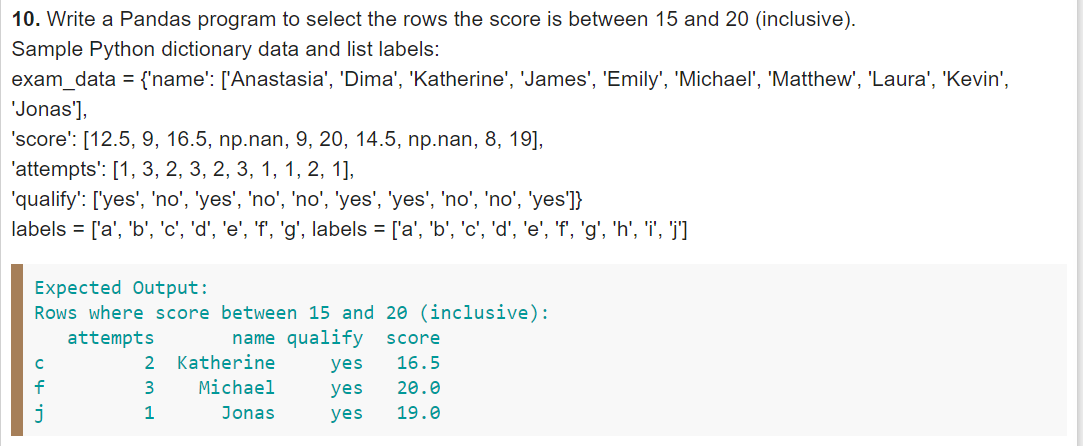 10. Write a Pandas program to select the rows the score is between 15 and 20 (inclusive).
Sample Python dictionary data and list labels:
exam_data = {'name': ['Anastasia', 'Dima', 'Katherine', 'James', 'Emily', 'Michael', 'Matthew', 'Laura', 'Kevin',
'Jonas'],
'score': [12.5, 9, 16.5, np.nan, 9, 20, 14.5, np.nan, 8, 19],
'attempts': [1, 3, 2, 3, 2, 3, 1, 1, 2, 1],
'qualify': ['yes', 'no', 'yes', 'no', 'no', 'yes', 'yes', 'no', 'no', 'yes']}
labels = ['a', 'b', 'c', 'd', 'e', 'f', 'g', labels = ['a', 'b', 'c', 'd', 'e', 'f', 'g', 'h', 'i', 'j']
Expected Output:
Rows where score between 15 and 20 (inclusive):
attempts name qualify score
c 2 Katherine yes 16.5
f 3 Michael yes 20.0
j 1 Jonas yes 19.0